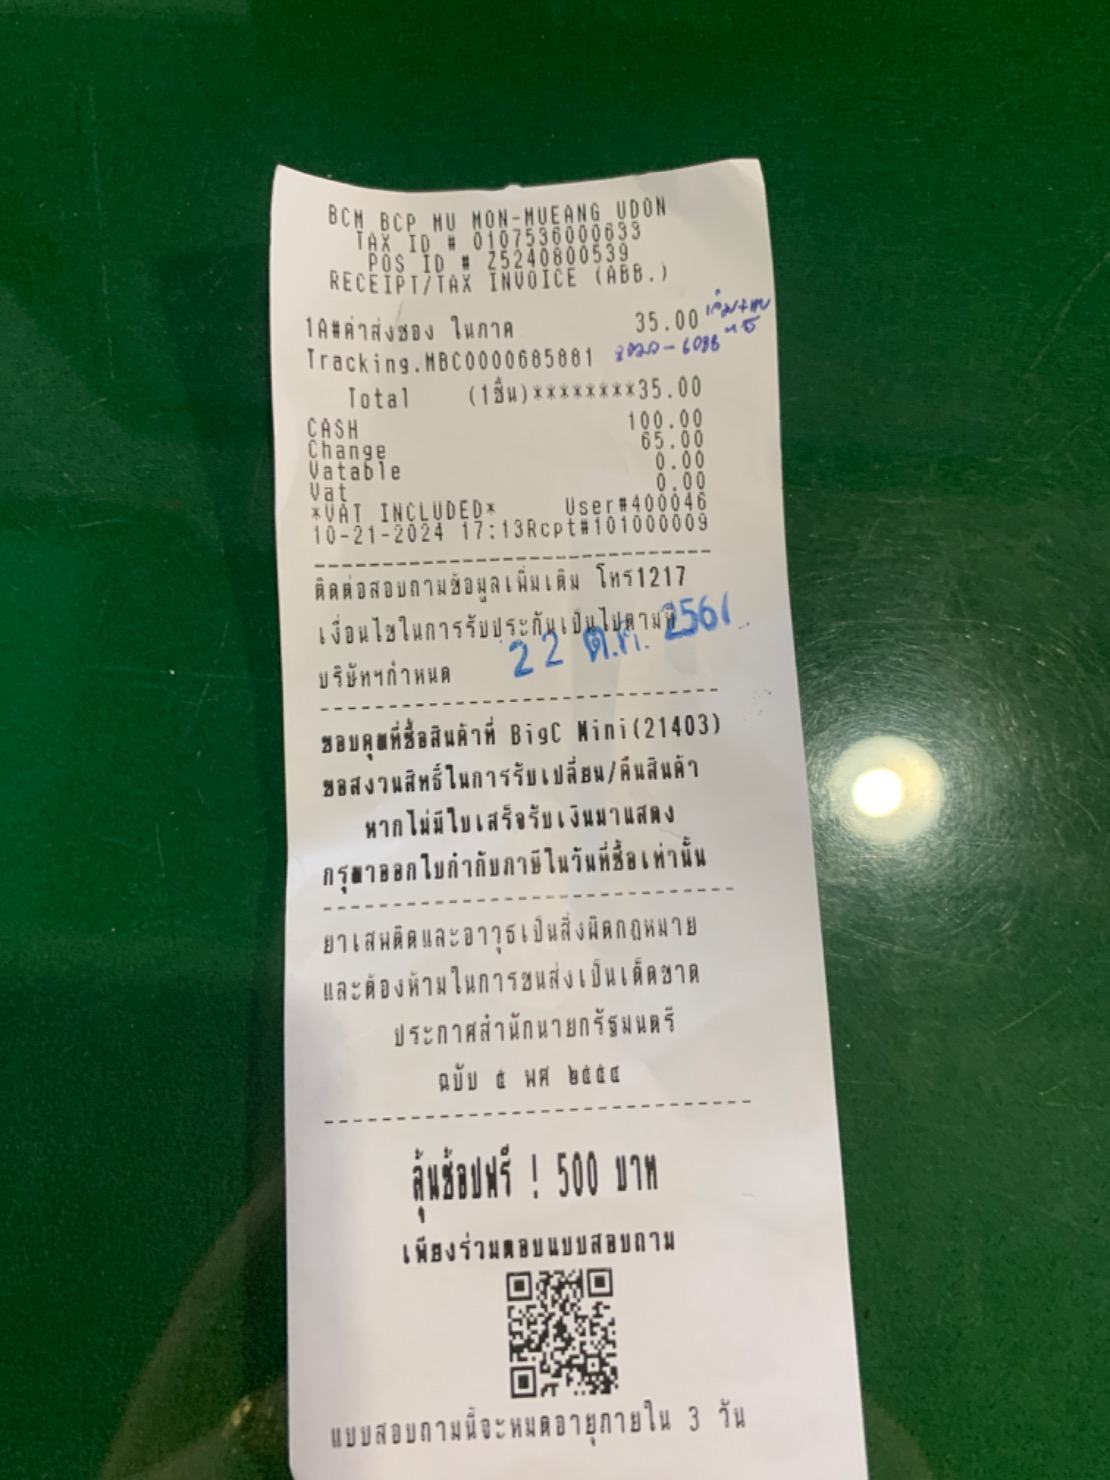 BCM BCP MU MON-MUEANG UDON
TAX ID # 0107536000633
POS ID # Z5240800539
RECEIPT/TAX INVOICE (ABB.)
1A#ค่าส่งของ ในภาค 35.00
Tracking.MBC0000685881 - 6088
Total (1ชิ้น)********35.00
CASH 100.00
Change 65.00
Vatable 0.00
Vat 0.00
*VAT INCLUDED* User#400046
10-21-2024 17:13Rcpt#101000009
ติดต่อสอบถามข้อมูลเพิ่มเติม โทร1217
เงื่อนไขในการรับประกันเป็นไปตามที่
บริษัทฯกำหนด
22 ต.ค. 2567
ขอบคุณที่ซื้อสินค้าที่ BigC Mini(21403)
ขอสงวนสิทธิ์ในการรับเปลี่ยน/คืนสินค้า
หากไม่มีใบเสร็จรับเงินมาแสดง
กรุณาออกใบกำกับภาษีในวันที่ซื้อเท่านั้น
ยาเสพติดและอาวุธเป็นสิ่งผิดกฎหมาย
และต้องห้ามในการขนส่งเป็นเด็ดขาด
ประกาศสำนักนายกรัฐมนตรี
ฉบับ ๕ พศ ๒๕๕๔
ลุ้นช้อปฟรี ! 500 บาท
เพียงร่วมตอบแบบสอบถาม
แบบสอบถามนี้จะหมดอายุภายใน 3 วัน